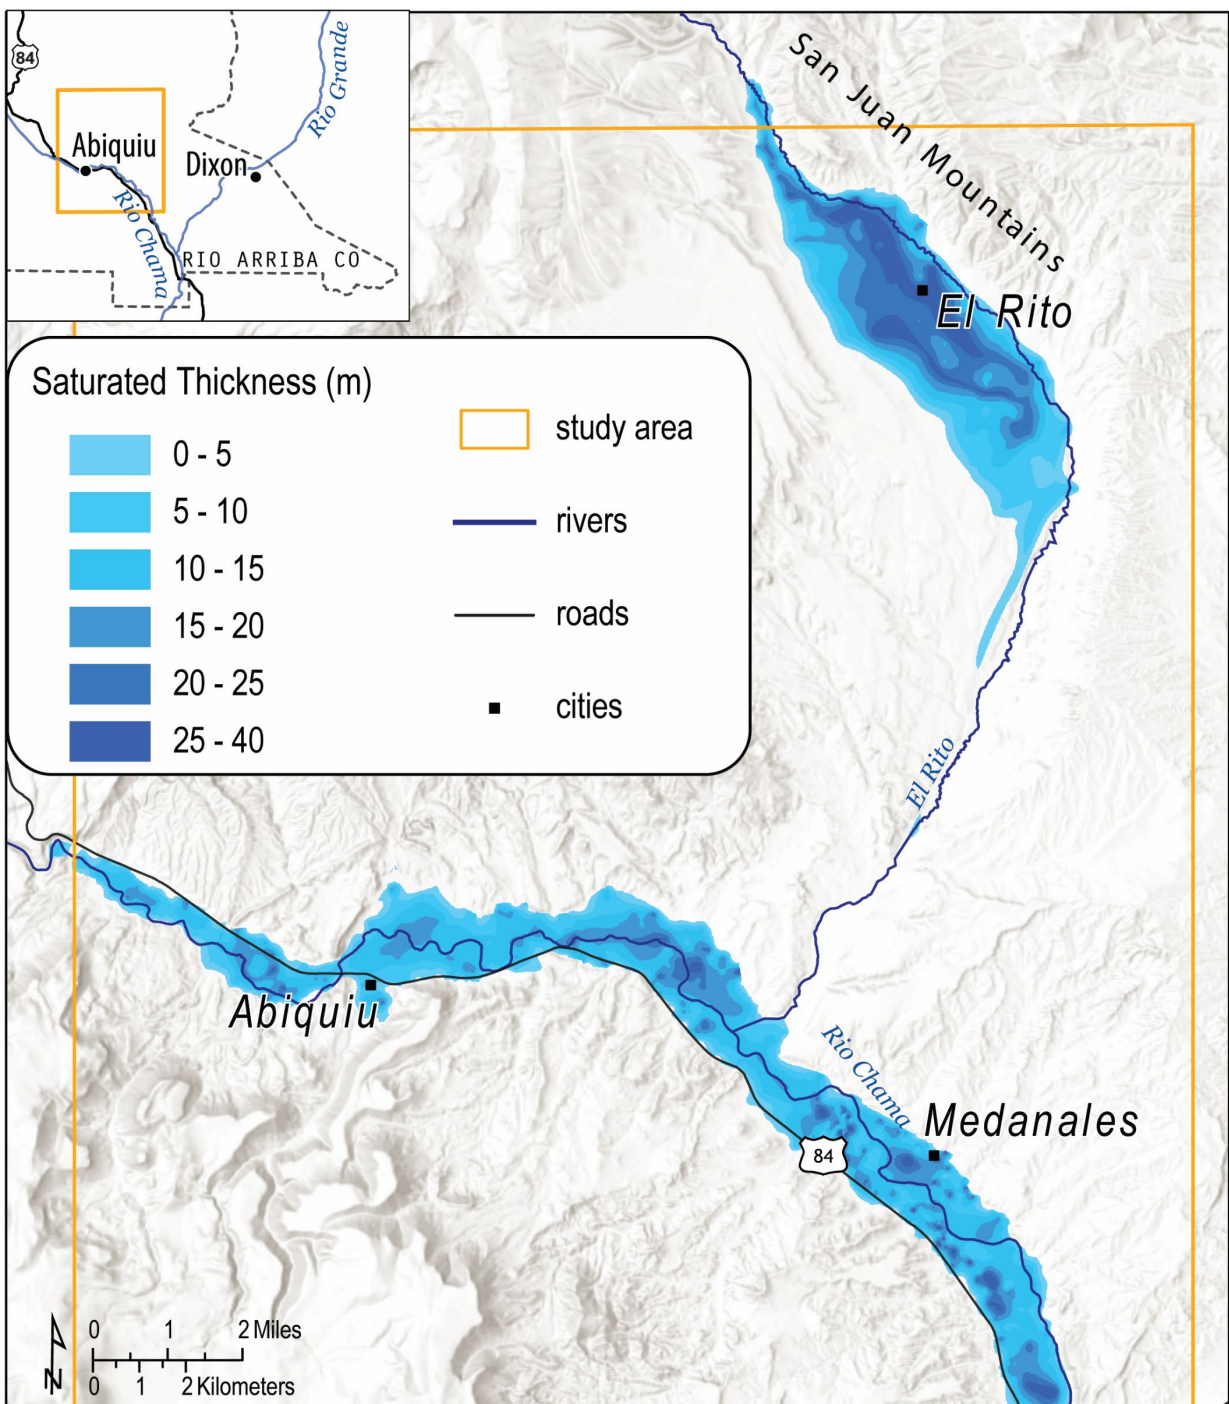 84
Abiquiu
Dixon
Rio Grande
Rio Chama
RIO ARRIBA CO
San Juan Mountains
El Rito
Saturated Thickness (m)
0 - 5
5 - 10
10 - 15
15 - 20
20 - 25
25 - 40
study area
rivers
roads
cities
El Rito
Abiquiu
Rio Chama
Medanales
84
N
0 1 2 Miles
0 1 2 Kilometers